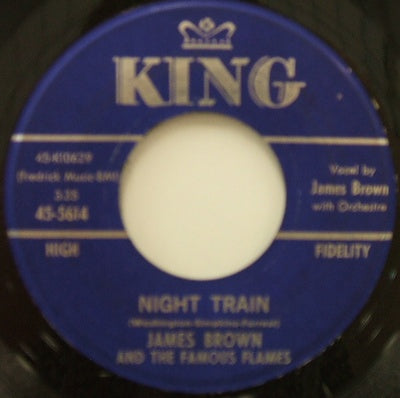 KING
45-K10629
(Fredrick Music-BMI)
3:35
45-5614
Vocal by
James Brown
with Orchestra
HIGH
FIDELITY
NIGHT TRAIN
(Washington-Simpkins-Forrest)
JAMES BROWN
AND THE FAMOUS FLAMES